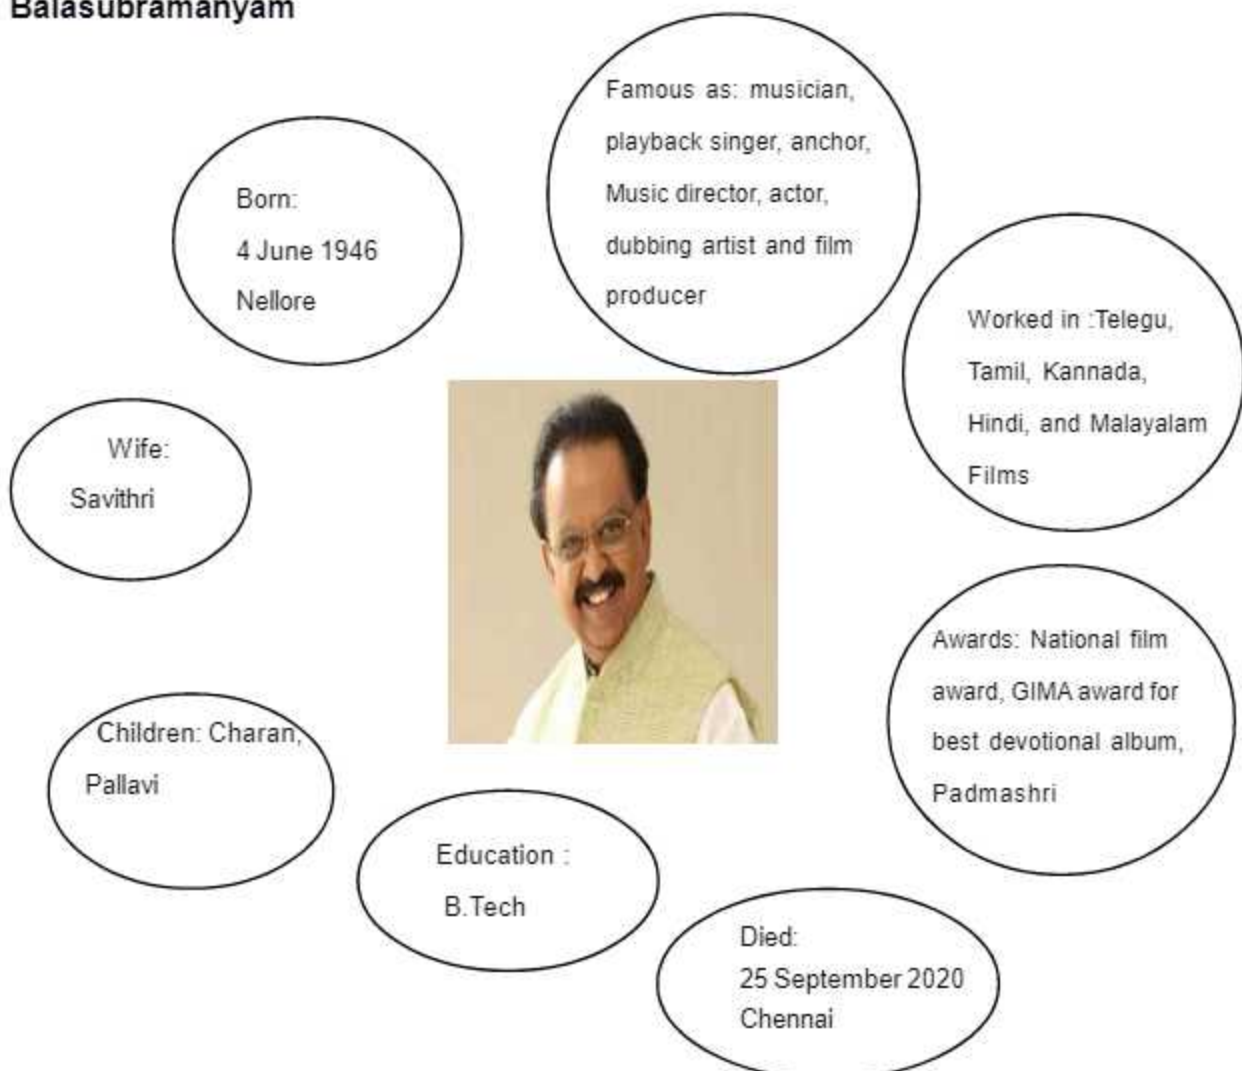 Balasubramanyam
Famous as: musician,
playback singer, anchor,
Music director, actor,
dubbing artist and film
producer
Born:
4 June 1946
Nellore
Worked in :Telegu,
Tamil, Kannada,
Hindi, and Malayalam
Films
Wife:
Savithri
Awards: National film
award, GIMA award for
best devotional album,
Padmashri
Children: Charan,
Pallavi
Education :
B.Tech
Died:
25 September 2020
Chennai